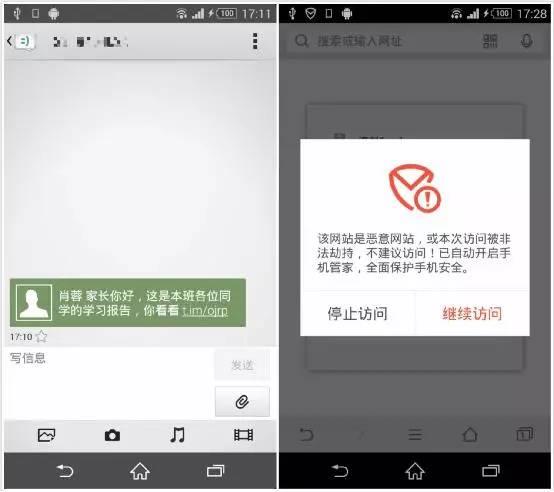 17:11
100
肖蓉 家长你好，这是本班各位同
学的学习报告，你看看 t.im/ojrp
17:10
写信息
发送
17:28
100
搜索或输入网址
该网站是恶意网站，或本次访问被非
法劫持，不建议访问！已自动开启手
机管家，全面保护手机安全。
停止访问
继续访问
1